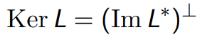 Ker L = (Im L*)⊥